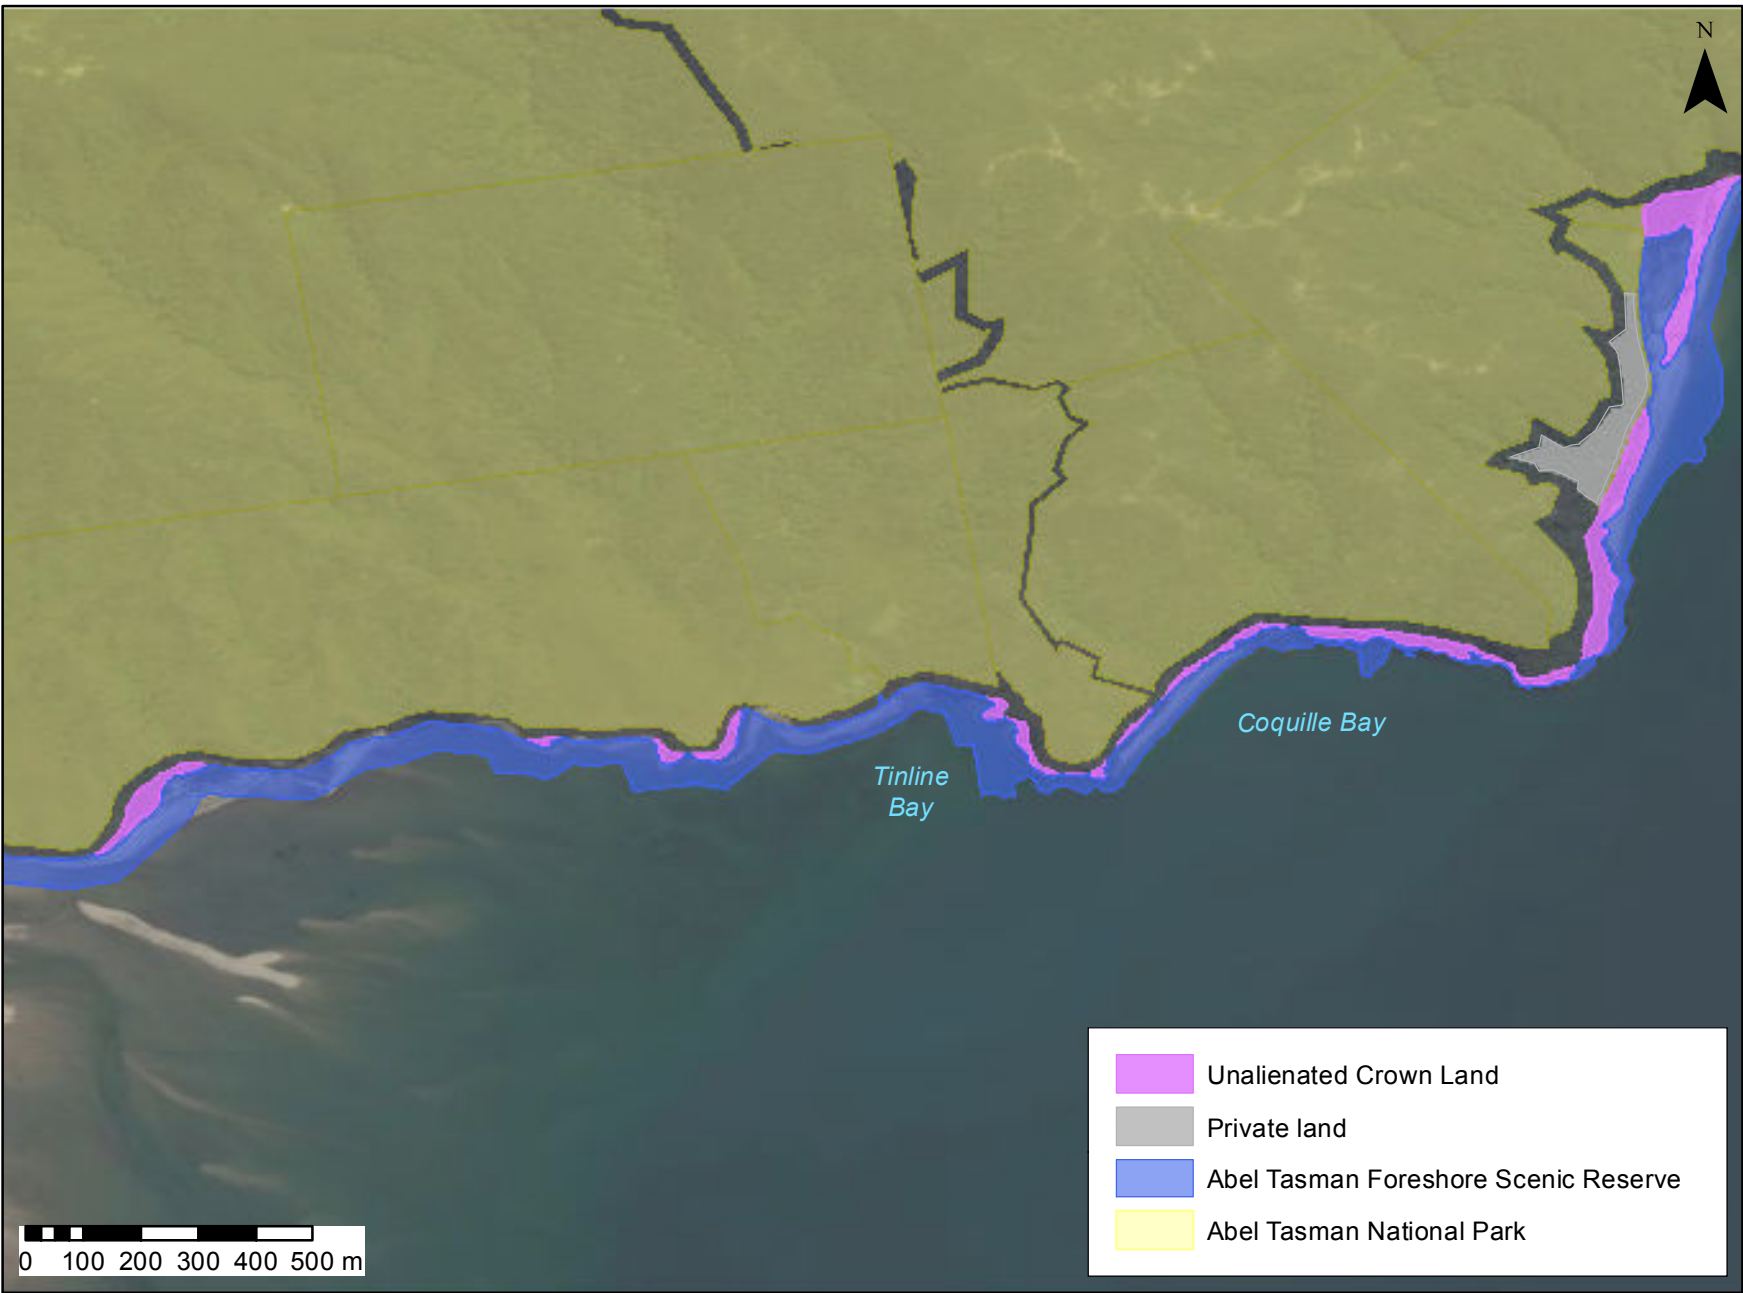 N
Coquille Bay
Tinline
Bay
Unalienated Crown Land
Private land
Abel Tasman Foreshore Scenic Reserve
Abel Tasman National Park
0 100 200 300 400 500 m